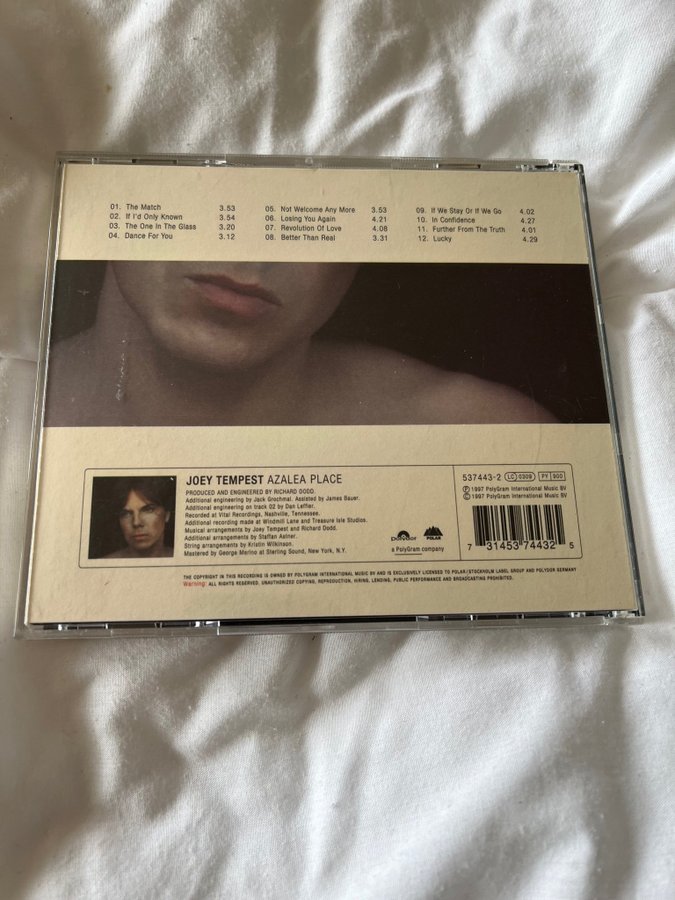 01. The Match 3.53
02. If I'd Only Known 3.54
03. The One In The Glass 3.20
04. Dance For You 3.12
05. Not Welcome Any More 3.53
06. Losing You Again 4.21
07. Revolution Of Love 4.08
08. Better Than Real 3.31
09. If We Stay Or If We Go 4.02
10. In Confidence 4.27
11. Further From The Truth 4.01
12. Lucky 4.29
JOEY TEMPEST AZALEA PLACE
PRODUCED AND ENGINEERED BY RICHARD DODD.
Additional engineering by Jack Grochmal. Assisted by James Bauer.
Additional engineering on track 02 by Dan Leffler.
Recorded at Vital Recordings, Nashville, Tennessee.
Additional recording made at Windmill Lane and Treasure Isle Studios.
Musical arrangements by Joey Tempest and Richard Dodd.
Additional arrangements by Staffan Astner.
String arrangements by Kristin Wilkinson.
Mastered by George Merino at Sterling Sound, New York, N.Y.
Polydor POLAR
a PolyGram company
537443-2 LC 0309 PY 900
℗ 1997 PolyGram International Music BV
© 1997 PolyGram International Music BV
7 31453 74432 5
THE COPYRIGHT IN THIS RECORDING IS OWNED BY POLYGRAM INTERNATIONAL MUSIC BV AND IS EXCLUSIVELY LICENSED TO POLAR/STOCKHOLM LABEL GROUP AND POLYDOR GERMANY
Warning: ALL RIGHTS RESERVED. UNAUTHORIZED COPYING, REPRODUCTION, HIRING, LENDING, PUBLIC PERFORMANCE AND BROADCASTING PROHIBITED.